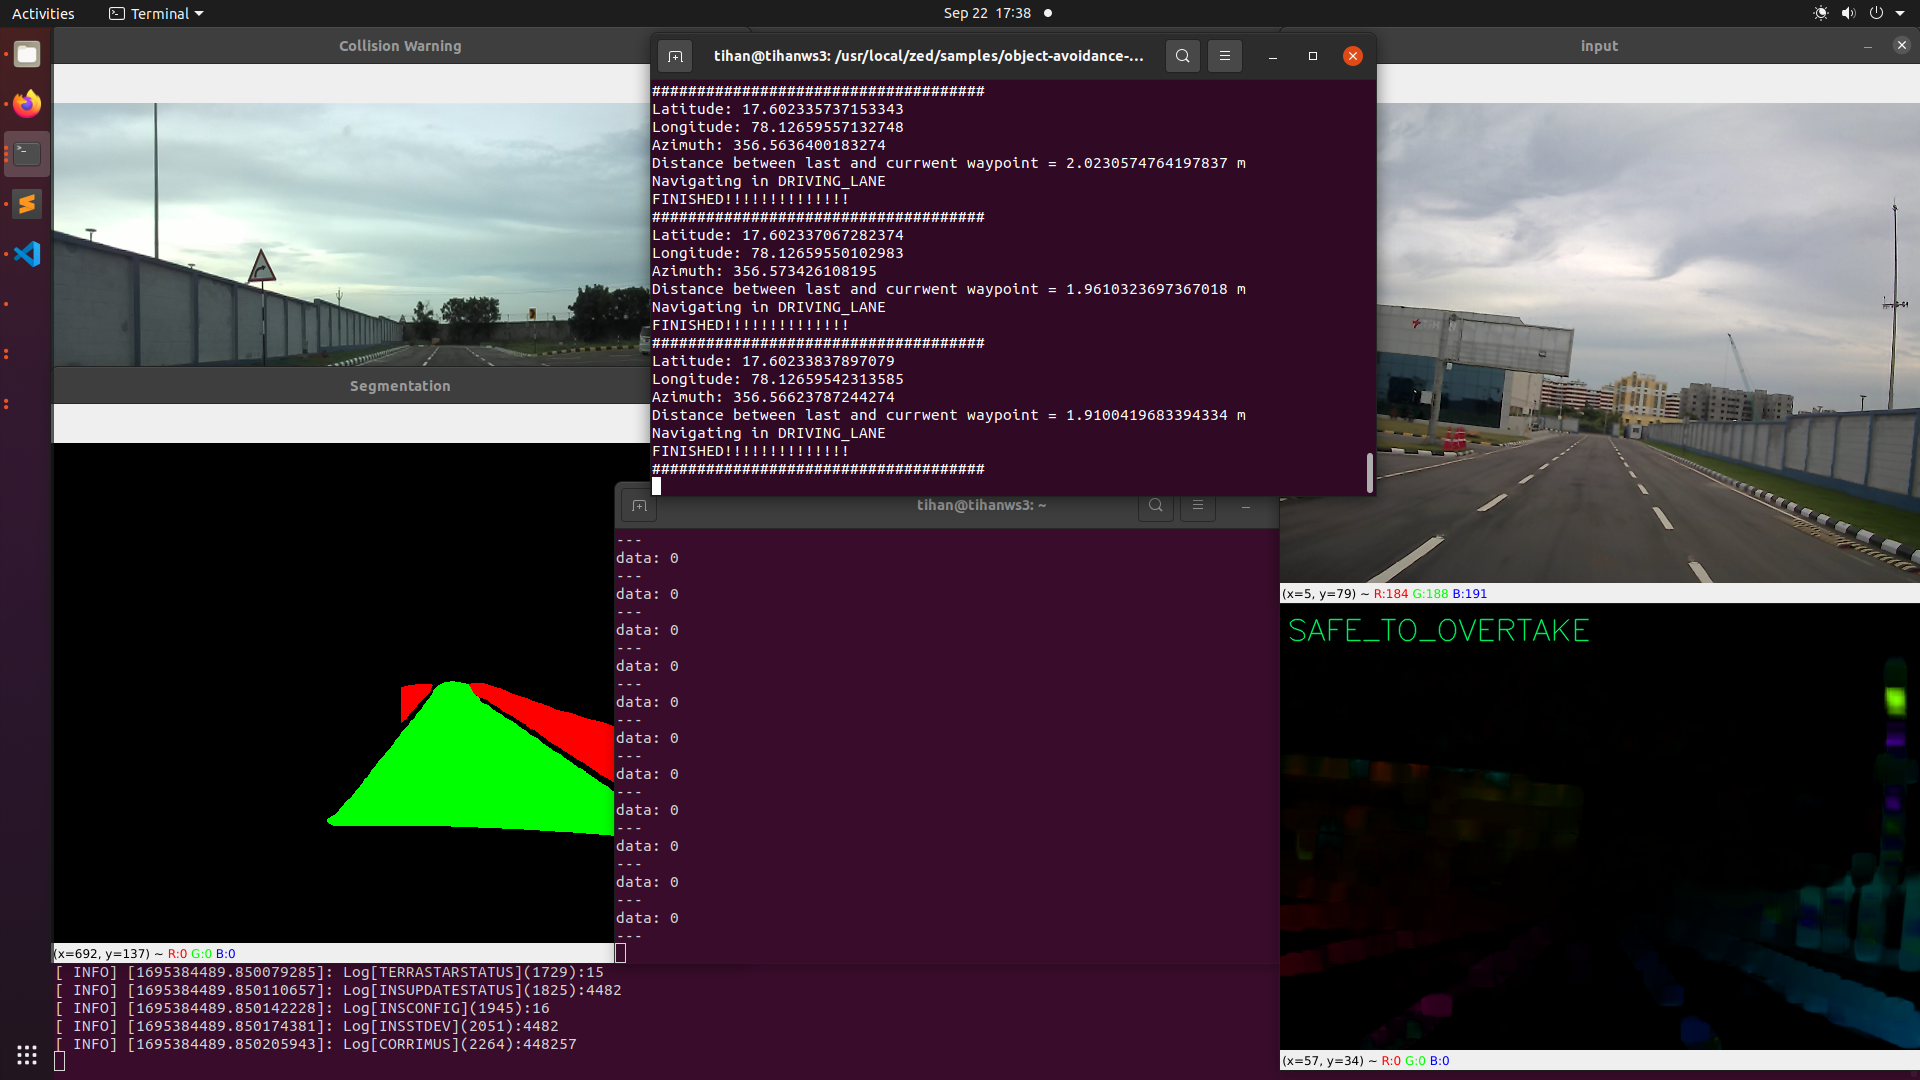 Activities
Terminal
Sep 22 17:38
Collision Warning
tihan@tihanws3: /usr/local/zed/samples/object-avoidance-...
input
#####################################
Latitude: 17.602335737153343
Longitude: 78.12659557132748
Azimuth: 356.5636400183274
Distance between last and currwent waypoint = 2.0230574764197837 m
Navigating in DRIVING_LANE
FINISHED!!!!!!!!!!!!!!
#####################################
Latitude: 17.602337067282374
Longitude: 78.12659550102983
Azimuth: 356.573426108195
Distance between last and currwent waypoint = 1.9610323697367018 m
Navigating in DRIVING_LANE
FINISHED!!!!!!!!!!!!!!
#####################################
Latitude: 17.60233837897079
Longitude: 78.12659542313585
Azimuth: 356.56623787244274
Distance between last and currwent waypoint = 1.9100419683394334 m
Navigating in DRIVING_LANE
FINISHED!!!!!!!!!!!!!!
#####################################
Segmentation
tihan@tihanws3: ~
---
data: 0
---
data: 0
---
data: 0
---
data: 0
---
data: 0
---
data: 0
---
data: 0
---
data: 0
---
data: 0
---
data: 0
---
data: 0
---
(x=5, y=79) ~ R:184 G:188 B:191
SAFE_TO_OVERTAKE
(x=692, y=137) ~ R:0 G:0 B:0
[ INFO] [1695384489.850079285]: Log[TERRASTARSTATUS](1729):15
[ INFO] [1695384489.850110657]: Log[INSUPDATESTATUS](1825):4482
[ INFO] [1695384489.850142228]: Log[INSCONFIG](1945):16
[ INFO] [1695384489.850174381]: Log[INSSTDEV](2051):4482
[ INFO] [1695384489.850205943]: Log[CORRIMUS](2264):448257
(x=57, y=34) ~ R:0 G:0 B:0